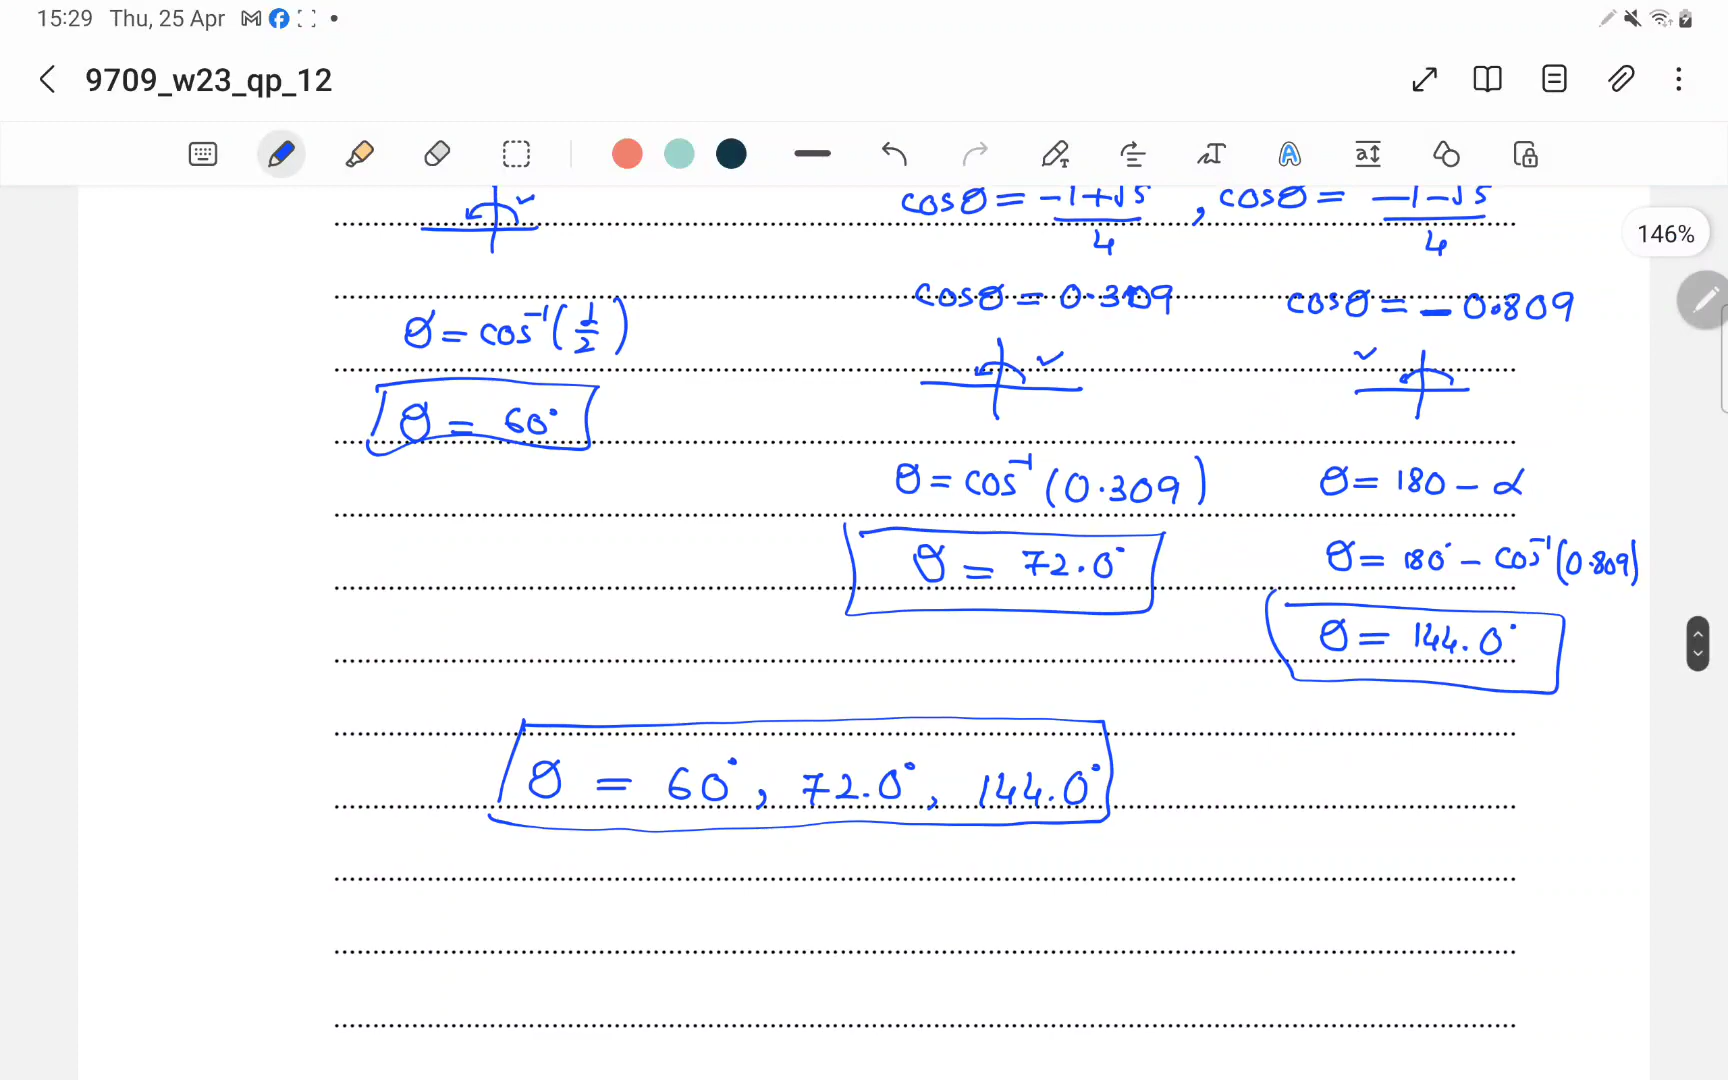 15:29 Thu, 25 Apr
9709_w23_qp_12
146%
cosθ = -1+√5/4 , cosθ = -1-√5/4
cosθ = 0.309 cosθ = -0.809
θ = cos⁻¹(1/2)
θ = 60°
θ = cos⁻¹(0.309) θ = 180 - α
θ = 72.0° θ = 180° - cos⁻¹(0.809)
θ = 144.0°
θ = 60°, 72.0°, 144.0°